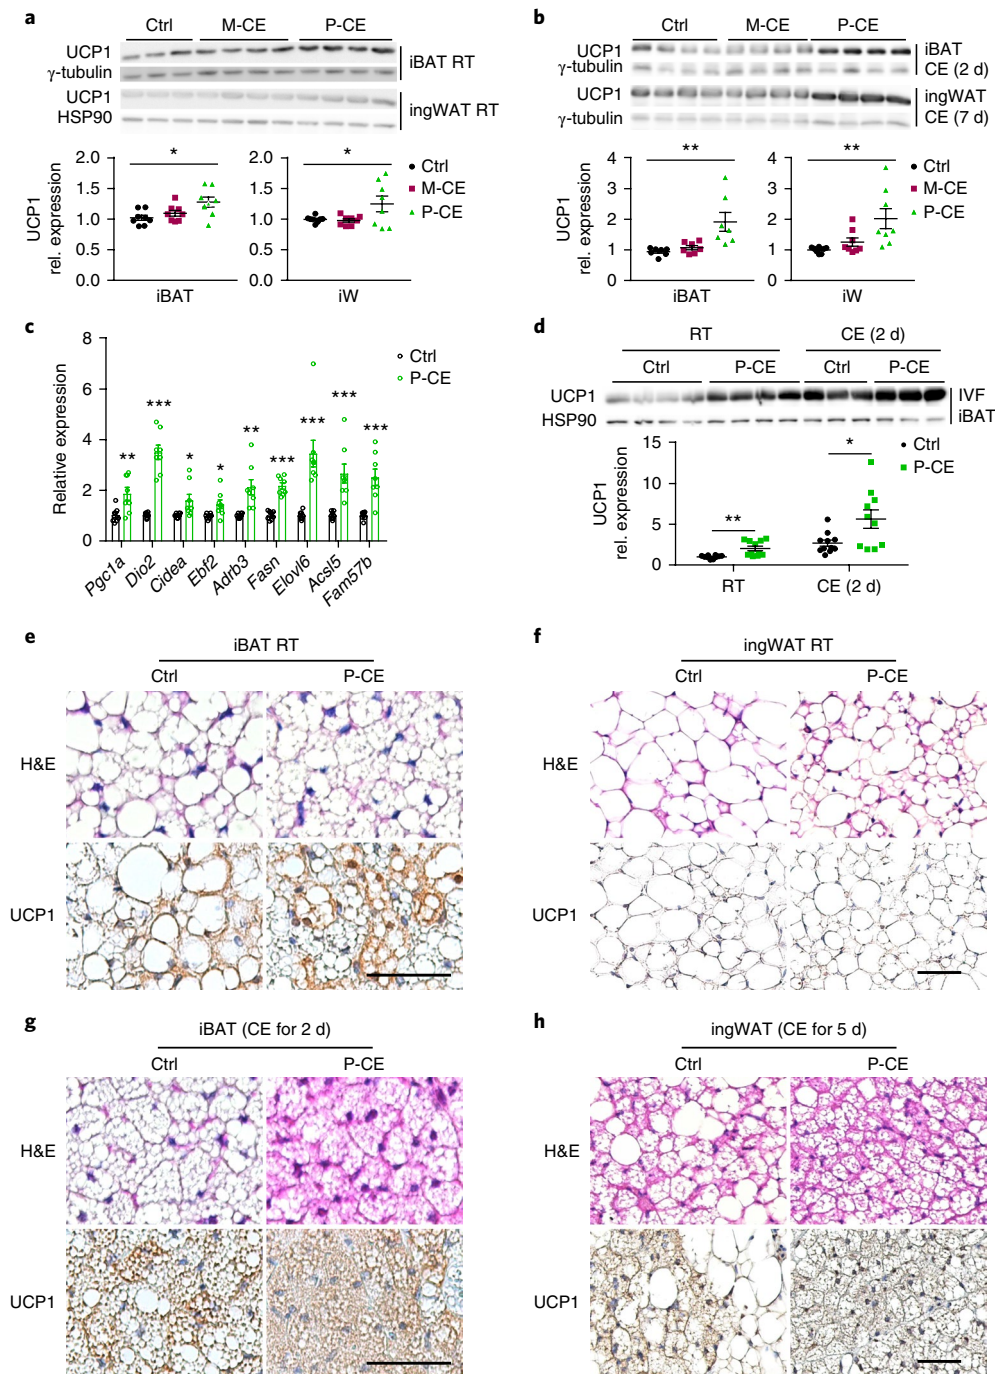 a
Ctrl M-CE P-CE
UCP1
γ-tubulin
iBAT RT
UCP1
HSP90
ingWAT RT
UCP1
rel. expression
2.0
1.5
1.0
0.5
0.0
*
iBAT
2.0
1.5
1.0
0.5
0.0
*
iW
Ctrl
M-CE
P-CE
b
Ctrl M-CE P-CE
UCP1
γ-tubulin
iBAT
CE (2 d)
UCP1
γ-tubulin
ingWAT
CE (7 d)
UCP1
rel. expression
4
3
2
1
0
**
iBAT
4
3
2
1
0
**
iW
Ctrl
M-CE
P-CE
c
Relative expression
8
6
4
2
0
** *** * * ** *** *** *** ***
Pgc1a Dio2 Cidea Ebf2 Adrb3 Fasn Elovl6 Acsl5 Fam57b
Ctrl
P-CE
d
RT CE (2 d)
Ctrl P-CE Ctrl P-CE
UCP1
HSP90
IVF
iBAT
UCP1
rel. expression
15
10
5
0
** *
RT CE (2 d)
Ctrl
P-CE
e
iBAT RT
Ctrl P-CE
H&E
UCP1
f
ingWAT RT
Ctrl P-CE
H&E
UCP1
g
iBAT (CE for 2 d)
Ctrl P-CE
H&E
UCP1
h
ingWAT (CE for 5 d)
Ctrl P-CE
H&E
UCP1